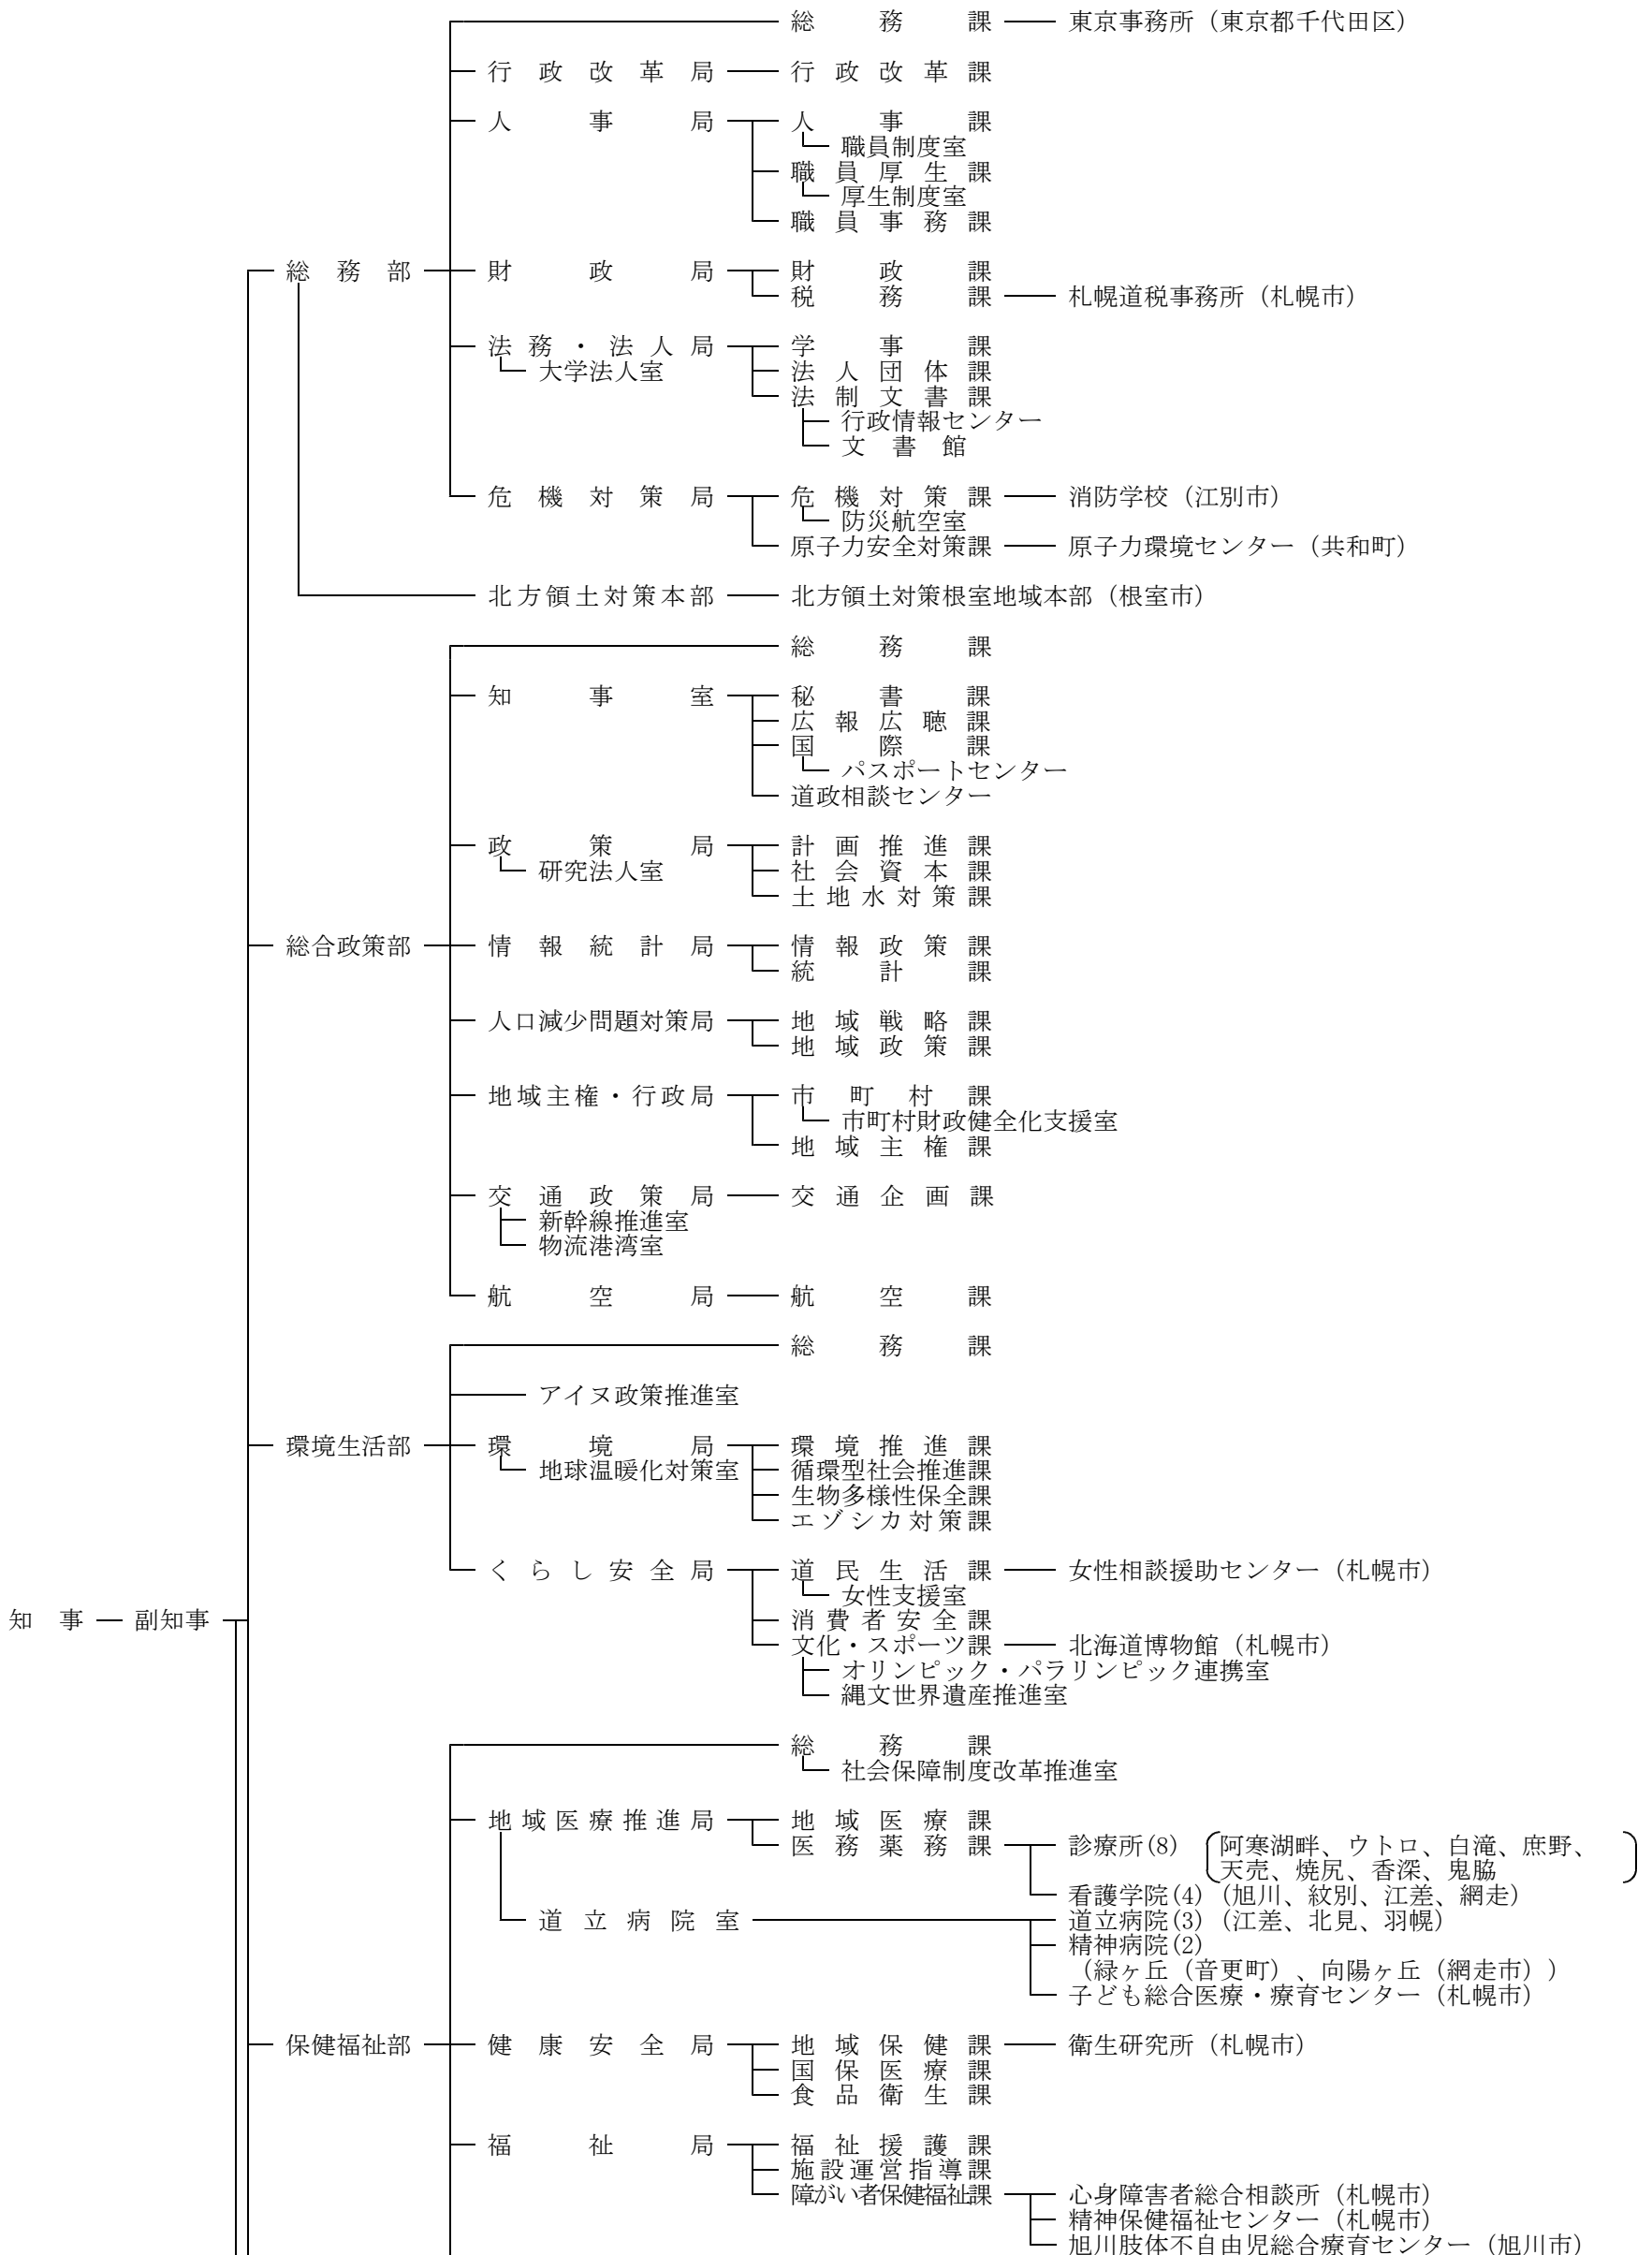 総務課 東京事務所（東京都千代田区）
行政改革局 行政改革課
人事局 人事課
職員制度室
職員厚生課
厚生制度室
職員事務課
総務部 財政局 財政課
税務課 札幌道税事務所（札幌市）
法務・法人局 学事課
大学法人室 法人団体課
法制文書課
行政情報センター
文書館
危機対策局 危機対策課 消防学校（江別市）
防災航空室
原子力安全対策課 原子力環境センター（共和町）
北方領土対策本部 北方領土対策根室地域本部（根室市）
総務課
知事室 秘書課
広報広聴課
国際課
パスポートセンター
道政相談センター
政策局 計画推進課
研究法人室 社会資本課
土地水対策課
総合政策部 情報統計局 情報政策課
統計課
人口減少問題対策局 地域戦略課
地域政策課
地域主権・行政局 市町村課
市町村財政健全化支援室
地域主権課
交通政策局 交通企画課
新幹線推進室
物流港湾室
航空局 航空課
総務課
アイヌ政策推進室
環境生活部 環境局 環境推進課
地球温暖化対策室 循環型社会推進課
生物多様性保全課
エゾシカ対策課
くらし安全局 道民生活課 女性相談援助センター（札幌市）
女性支援室
知事 副知事 消費者安全課
文化・スポーツ課 北海道博物館（札幌市）
オリンピック・パラリンピック連携室
縄文世界遺産推進室
総務課
社会保障制度改革推進室
地域医療推進局 地域医療課
医務薬務課 診療所(8) 阿寒湖畔、ウトロ、白滝、庶野、
天売、焼尻、香深、鬼脇
看護学院(4)（旭川、紋別、江差、網走）
道立病院室 道立病院(3)（江差、北見、羽幌）
精神病院(2)
（緑ヶ丘（音更町）、向陽ヶ丘（網走市））
子ども総合医療・療育センター（札幌市）
保健福祉部 健康安全局 地域保健課 衛生研究所（札幌市）
国保医療課
食品衛生課
福祉局 福祉援護課
施設運営指導課
障がい者保健福祉課 心身障害者総合相談所（札幌市）
精神保健福祉センター（札幌市）
旭川肢体不自由児総合療育センター（旭川市）